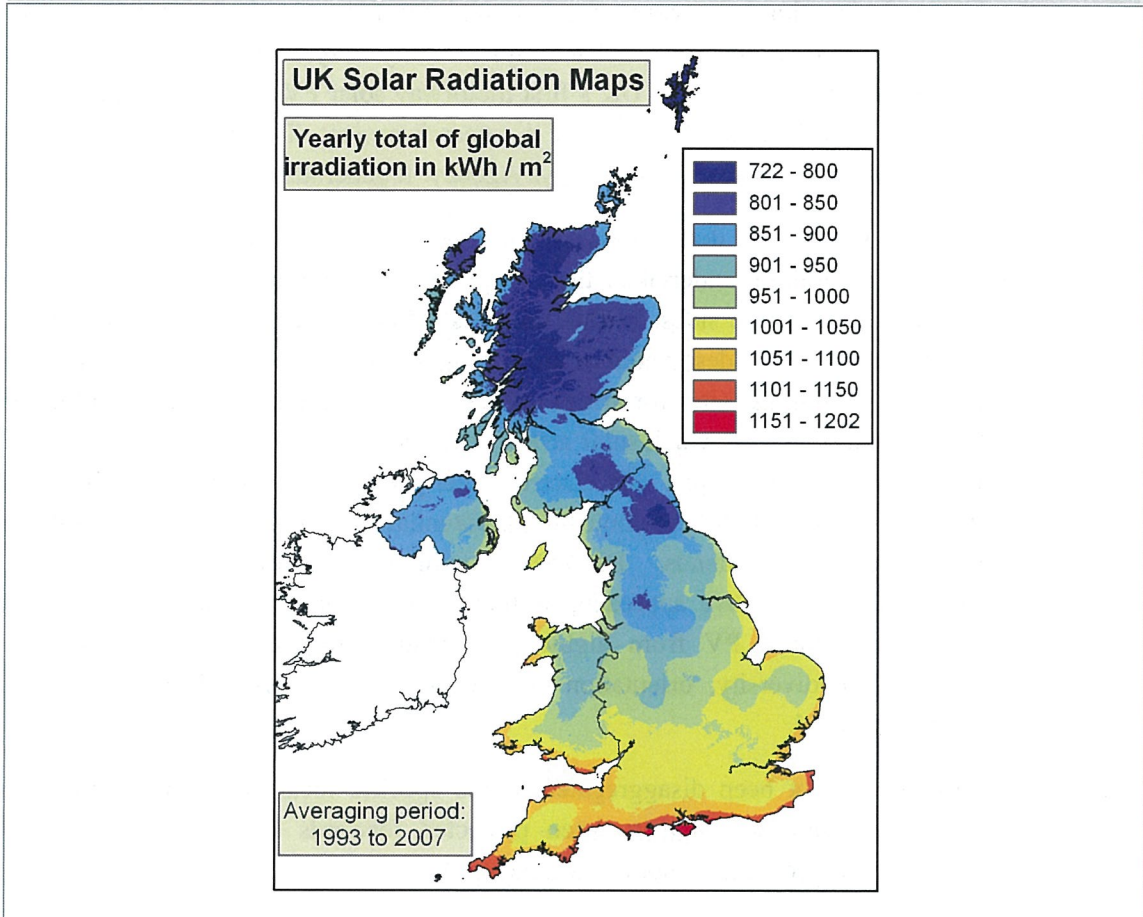 UK Solar Radiation Maps
Yearly total of global
irradiation in kWh / m²
722 - 800
801 - 850
851 - 900
901 - 950
951 - 1000
1001 - 1050
1051 - 1100
1101 - 1150
1151 - 1202
Averaging period:
1993 to 2007